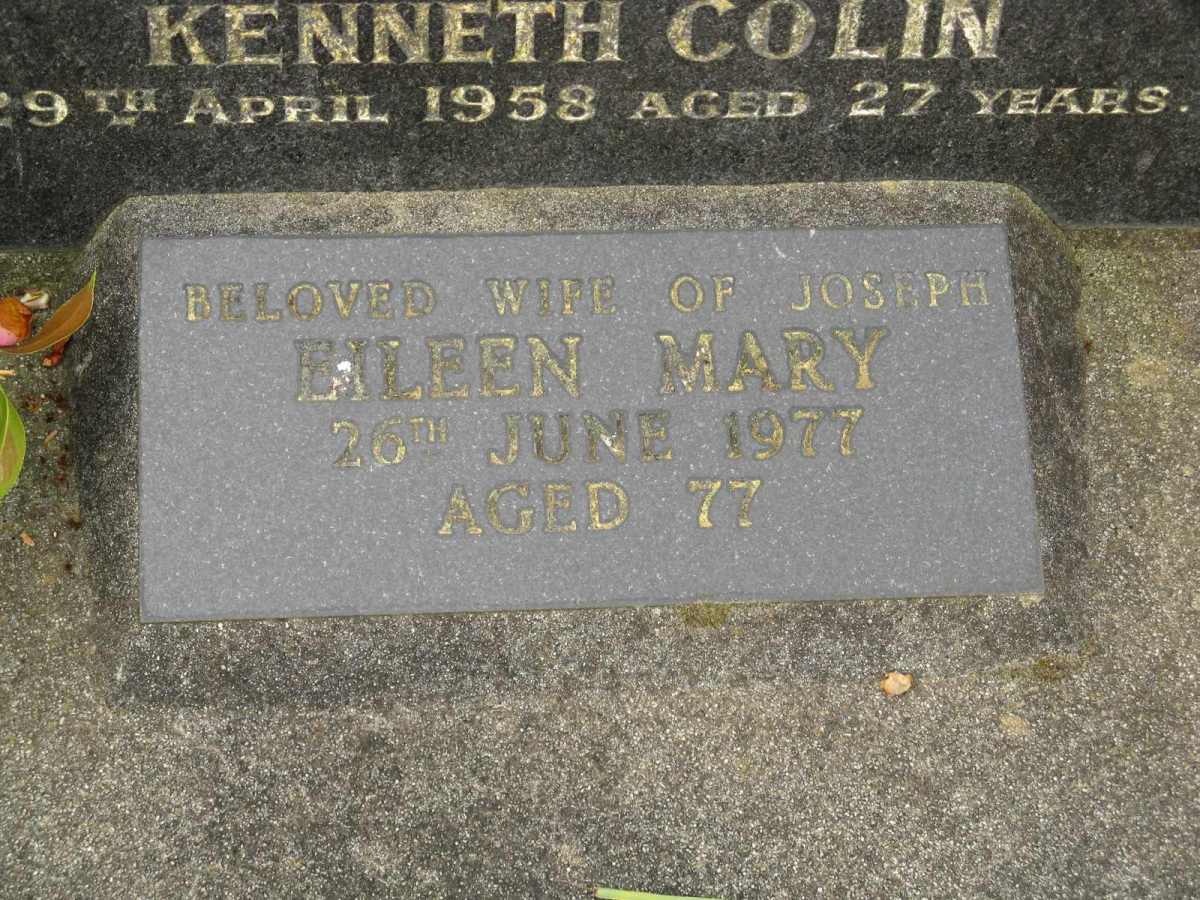 KENNETH COLIN
29TH APRIL 1958 AGED 27 YEARS.
BELOVED WIFE OF JOSEPH
EILEEN MARY
26TH JUNE 1977
AGED 77